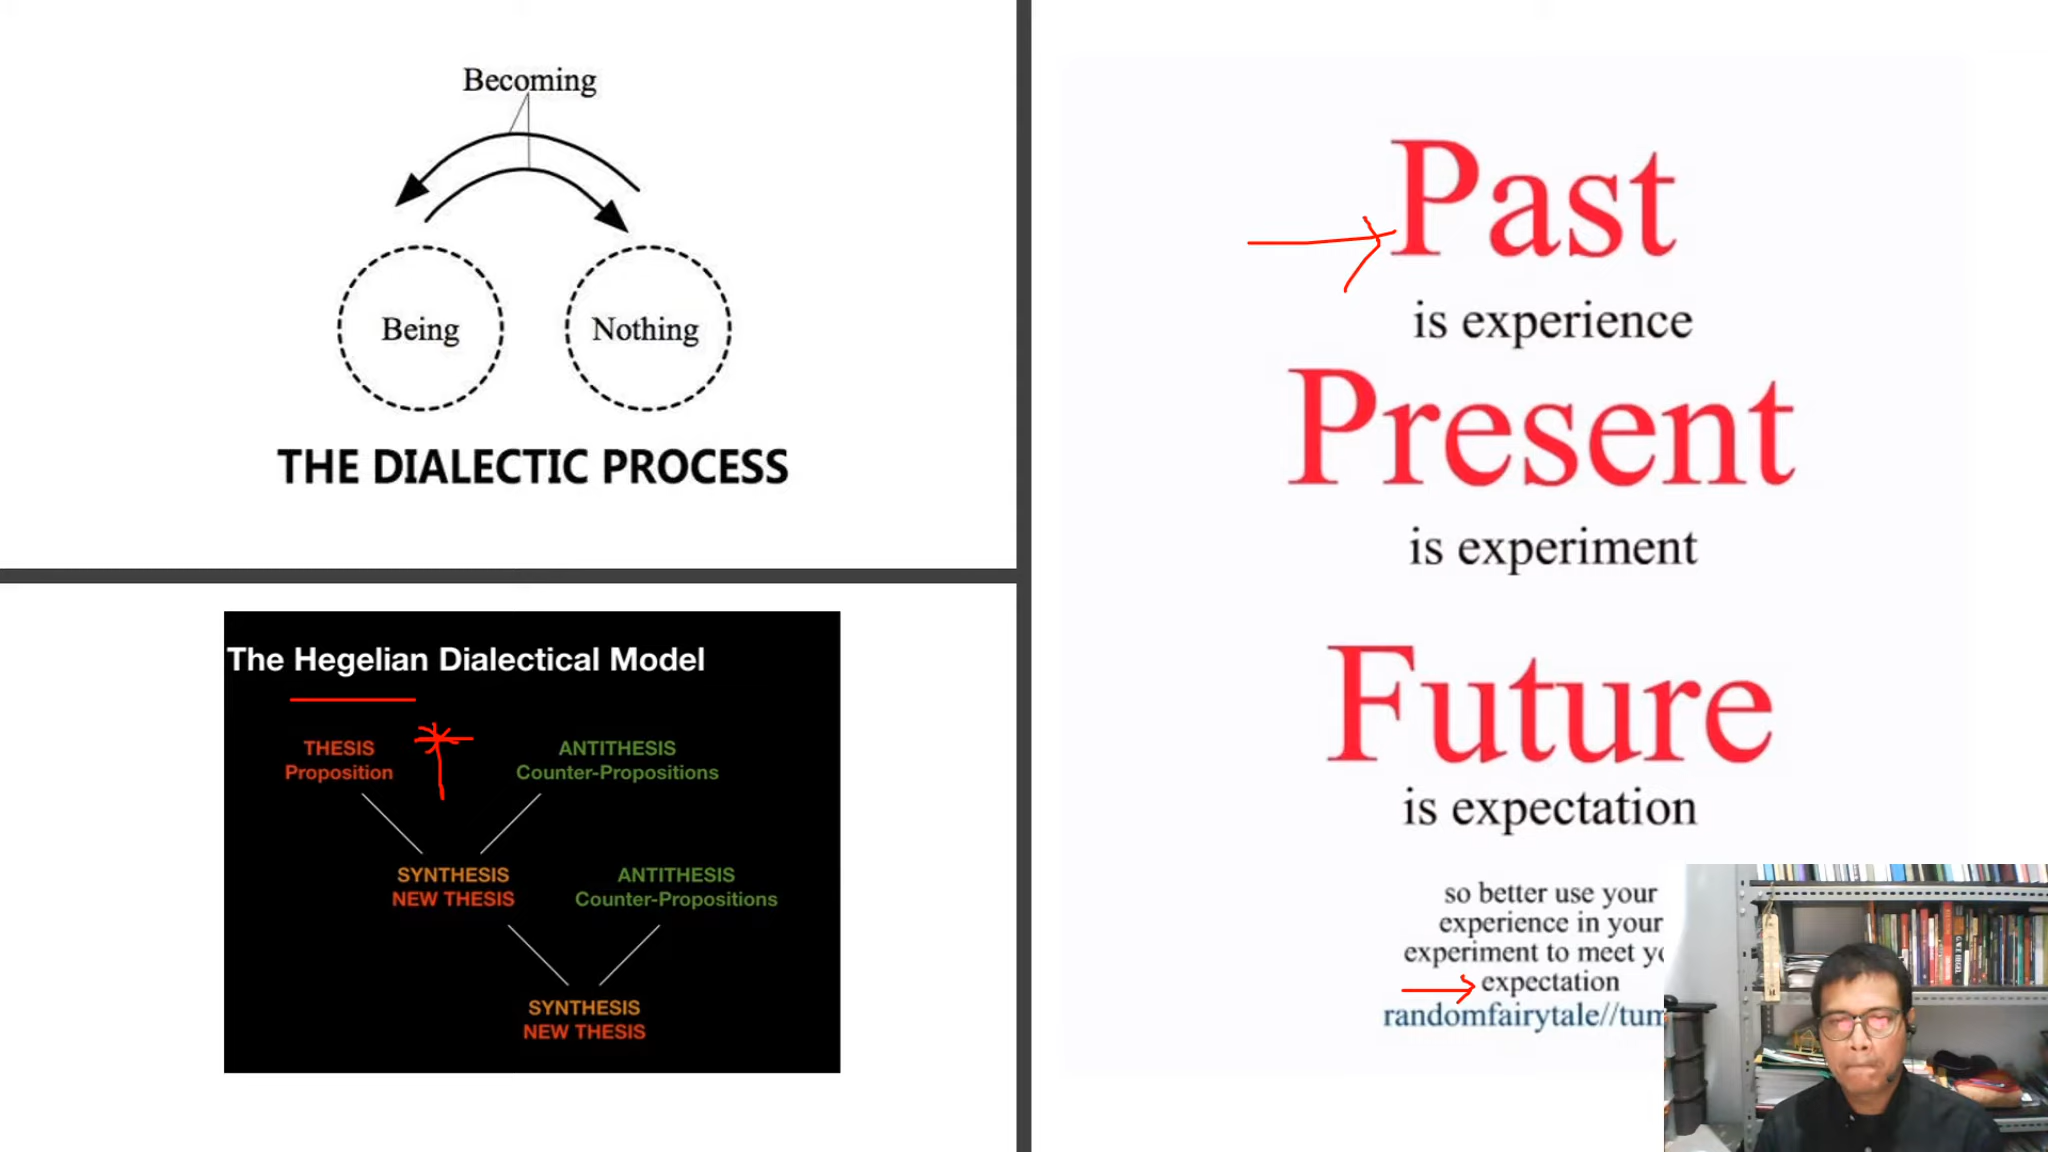 Becoming
Being
Nothing
THE DIALECTIC PROCESS
The Hegelian Dialectical Model
THESIS
Proposition
ANTITHESIS
Counter-Propositions
SYNTHESIS
NEW THESIS
ANTITHESIS
Counter-Propositions
SYNTHESIS
NEW THESIS
Past
is experience
Present
is experiment
Future
is expectation
so better use your
experience in your
experiment to meet
expectation
randomfairytale//tum